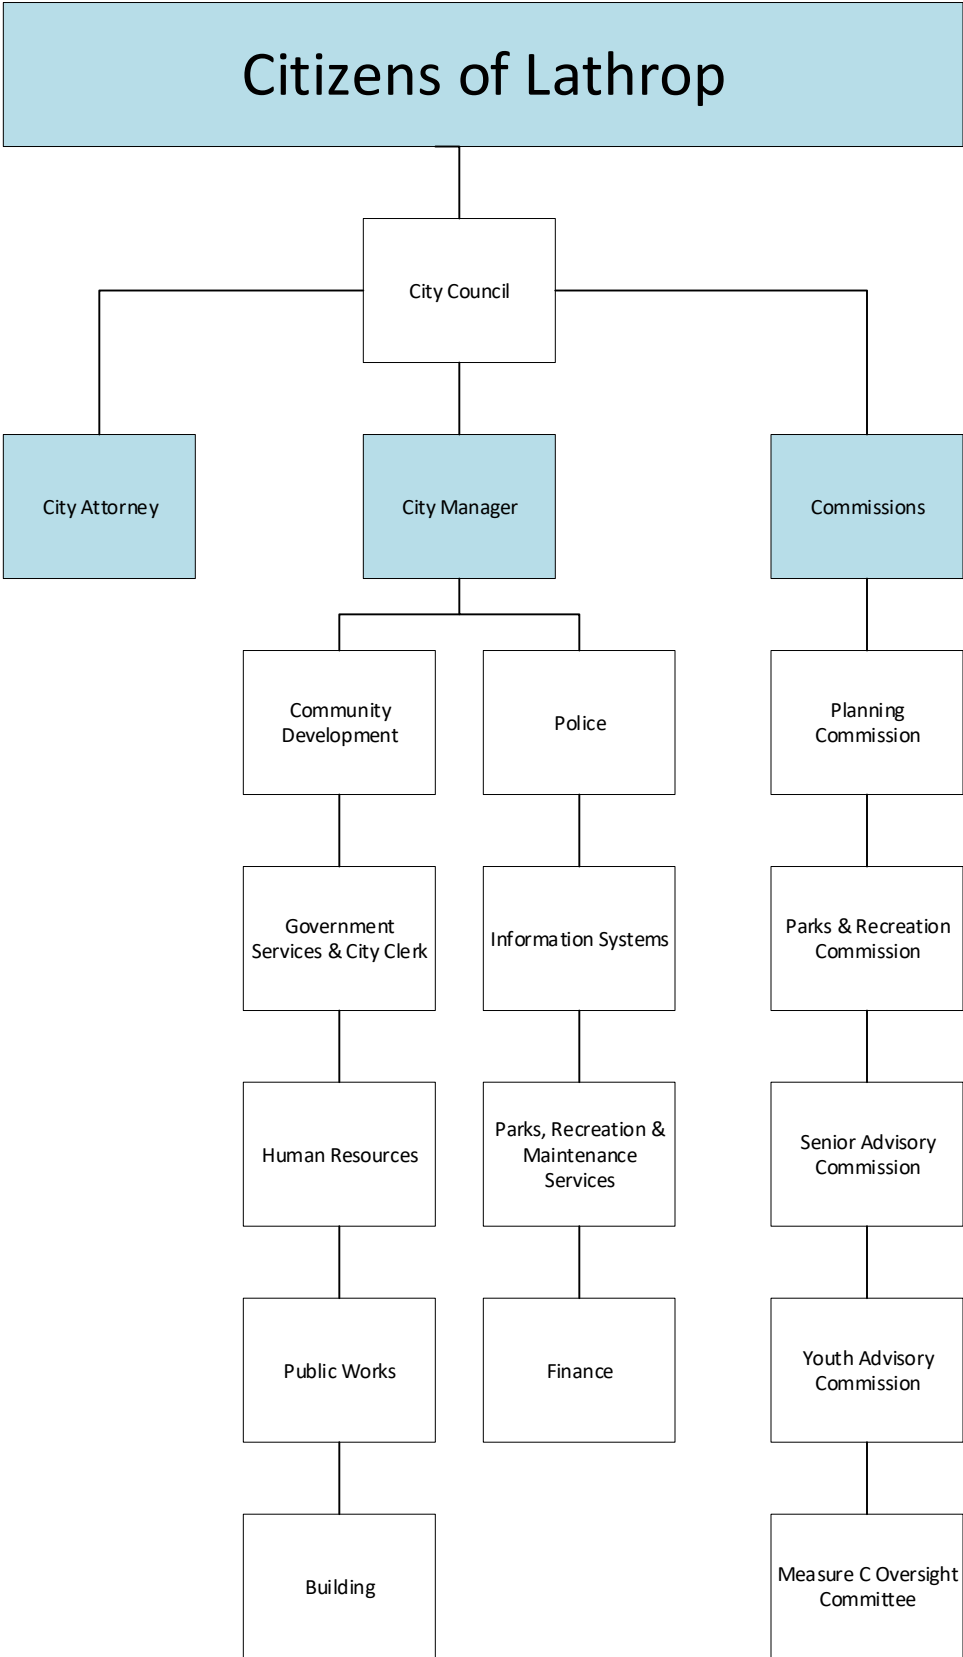 Citizens of Lathrop
City Council
City Attorney
City Manager
Commissions
Community
Development
Police
Planning
Commission
Government
Services & City Clerk
Information Systems
Parks & Recreation
Commission
Human Resources
Parks, Recreation &
Maintenance
Services
Senior Advisory
Commission
Public Works
Finance
Youth Advisory
Commission
Building
Measure C Oversight
Committee